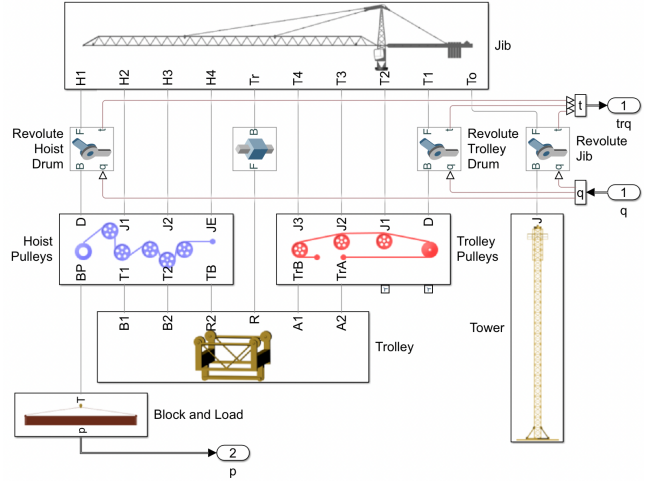 Jib
H1 H2 H3 H4 Tr T4 T3 T2 T1 To
t
1
trq
Revolute
Hoist
Drum
F t
B q
B
F
Revolute
Trolley
Drum
F t
B q
Revolute
Jib
F t
B q
q
1
q
Hoist
Pulleys
D J1 J2 JE
BP T1 T2 TB
J3 J2 J1 D
TrB TrA
Trolley
Pulleys
J
Tower
B1 B2 R2 R A1 A2
Trolley
T
p
Block and Load
2
p